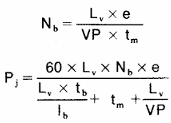 N_b = (L_v × e) / (VP × t_m)
P_j = (60 × L_v × N_b × e) / ((L_v × t_b) / l_b + t_m + L_v / VP)